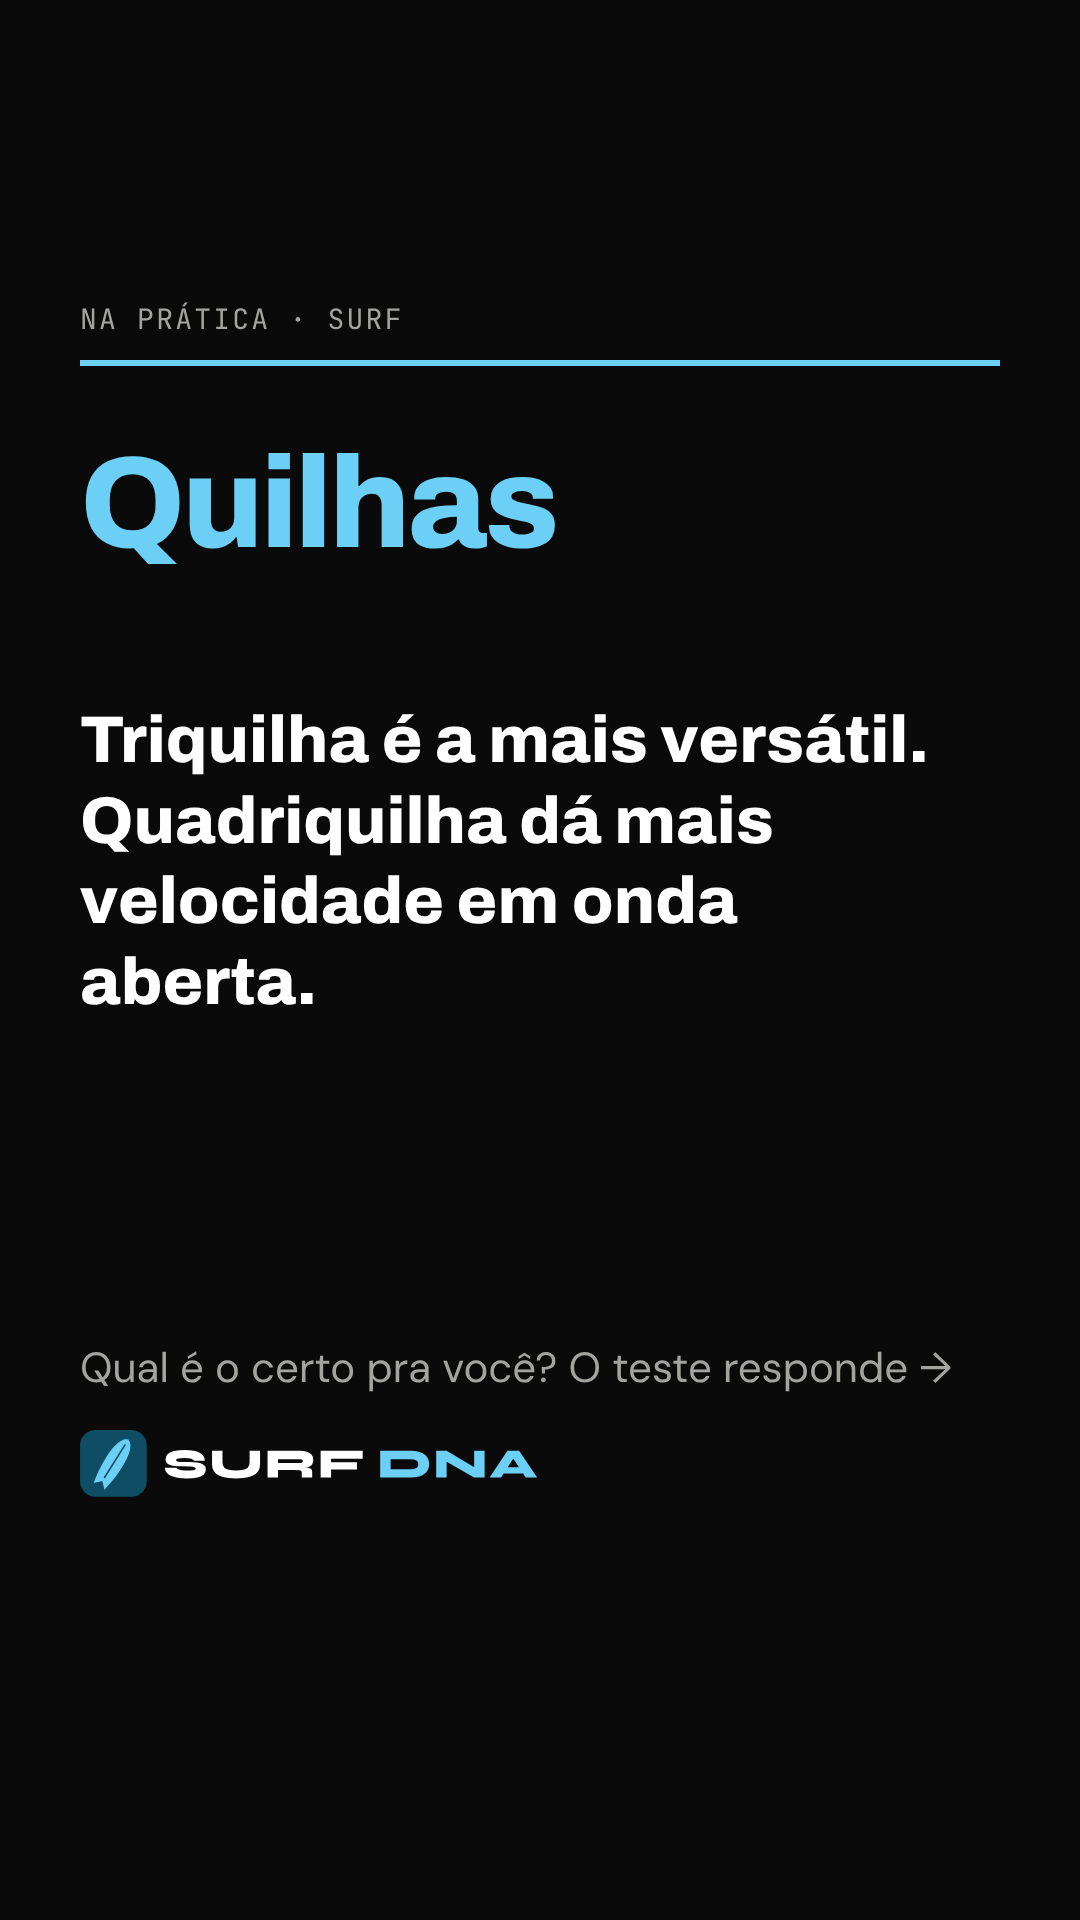 NA PRÁTICA · SURF
Quilhas
Triquilha é a mais versátil.
Quadriquilha dá mais
velocidade em onda
aberta.
Qual é o certo pra você? O teste responde →
SURF DNA